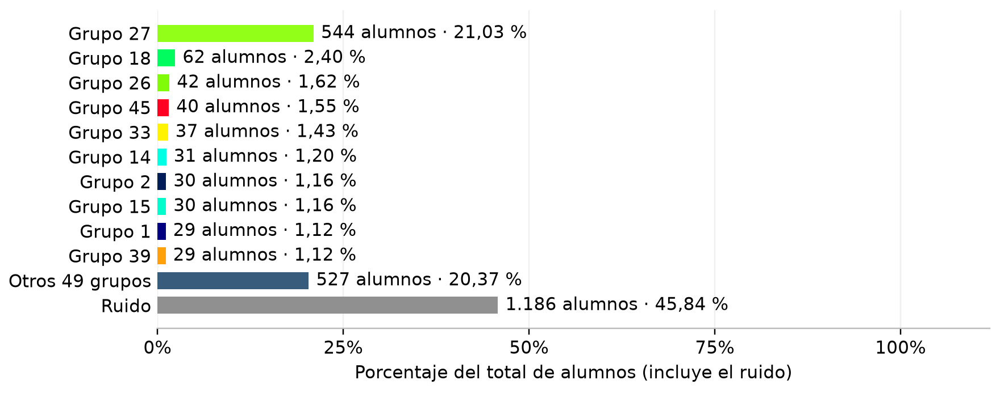 Grupo 27 544 alumnos · 21,03 %
Grupo 18 62 alumnos · 2,40 %
Grupo 26 42 alumnos · 1,62 %
Grupo 45 40 alumnos · 1,55 %
Grupo 33 37 alumnos · 1,43 %
Grupo 14 31 alumnos · 1,20 %
Grupo 2 30 alumnos · 1,16 %
Grupo 15 30 alumnos · 1,16 %
Grupo 1 29 alumnos · 1,12 %
Grupo 39 29 alumnos · 1,12 %
Otros 49 grupos 527 alumnos · 20,37 %
Ruido 1.186 alumnos · 45,84 %
0% 25% 50% 75% 100%
Porcentaje del total de alumnos (incluye el ruido)